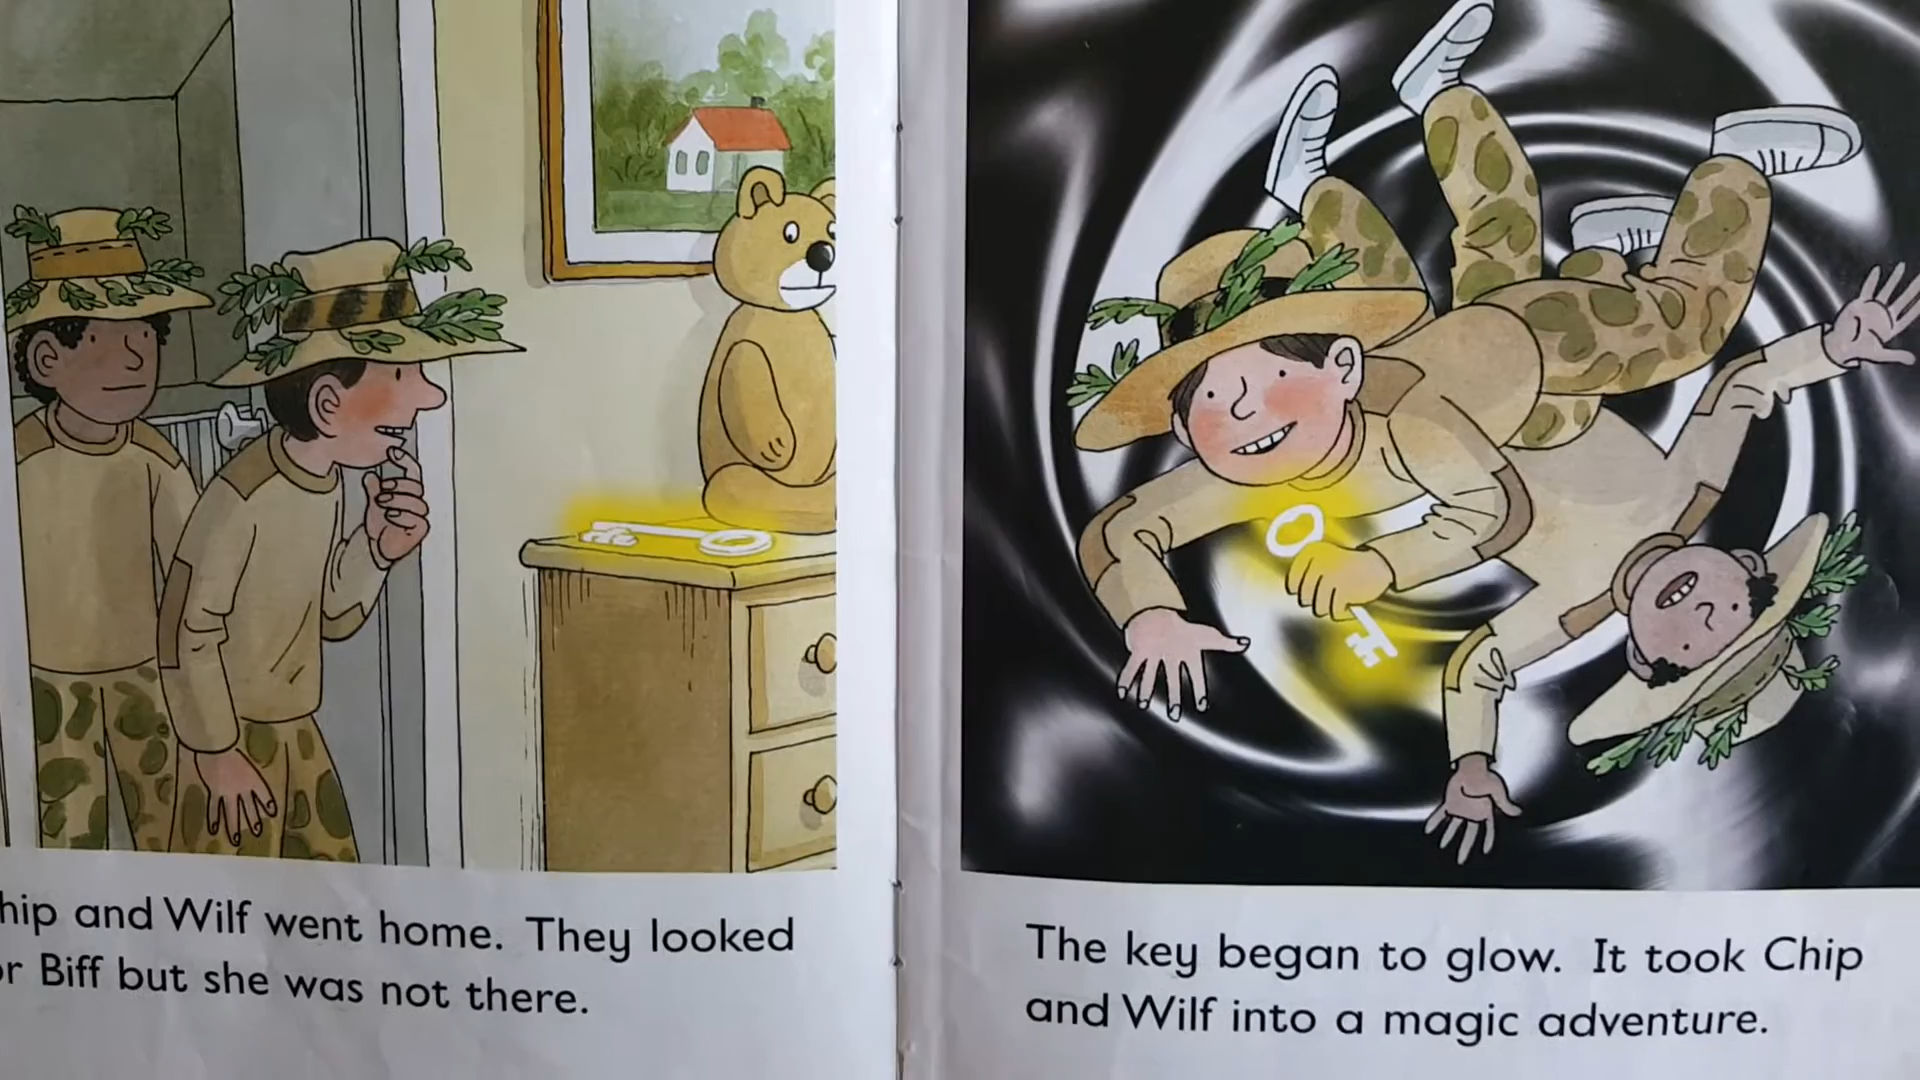 hip and Wilf went home. They looked
or Biff but she was not there.
The key began to glow. It took Chip
and Wilf into a magic adventure.